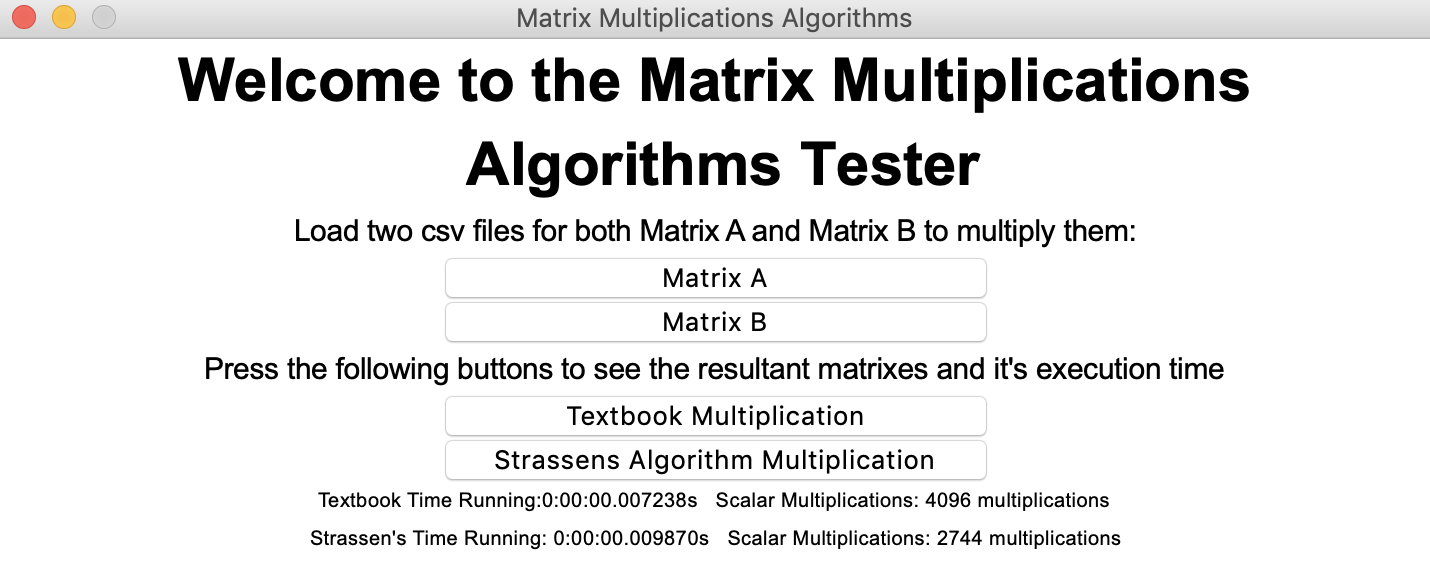 Matrix Multiplications Algorithms
Welcome to the Matrix Multiplications
Algorithms Tester
Load two csv files for both Matrix A and Matrix B to multiply them:
Matrix A
Matrix B
Press the following buttons to see the resultant matrixes and it's execution time
Textbook Multiplication
Strassens Algorithm Multiplication
Textbook Time Running:0:00:00.007238s Scalar Multiplications: 4096 multiplications
Strassen's Time Running: 0:00:00.009870s Scalar Multiplications: 2744 multiplications